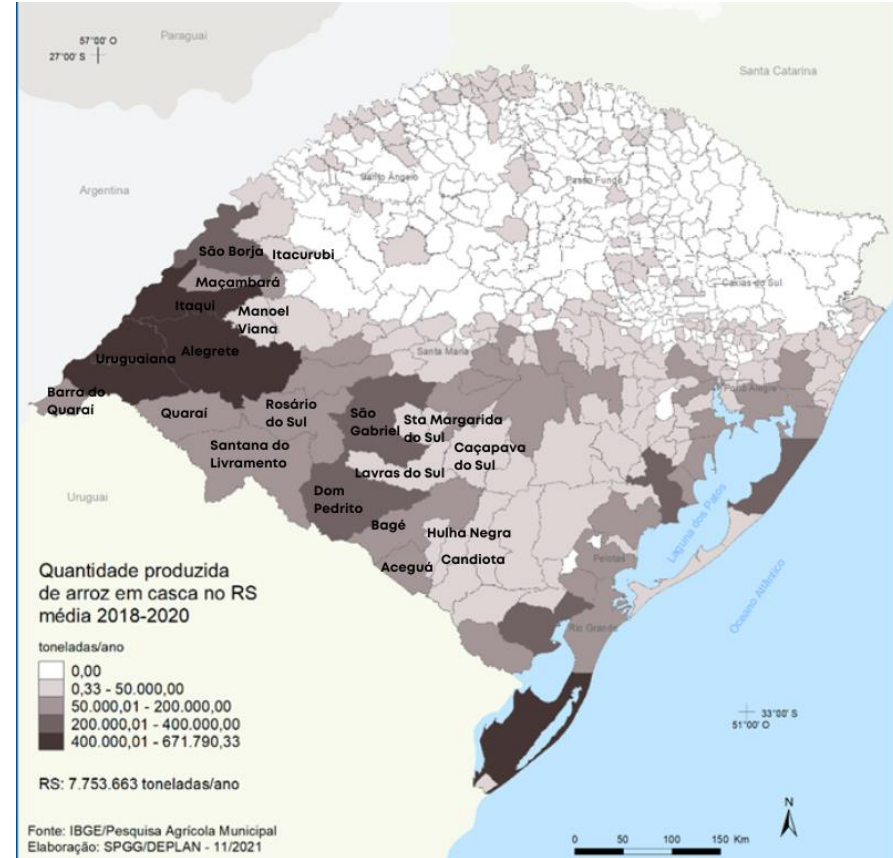 57°00' O
27°00' S
Paraguai
Santa Catarina
Argentina
Santo Ângelo
Passo Fundo
São Borja
Itacurubi
Maçambará
Caxias do Sul
Itaqui
Manoel
Viana
Santa Maria
Uruguaiana
Alegrete
Porto Alegre
Barra do
Quaraí
Quaraí
Rosário
do Sul
São
Gabriel
Sta Margarida
do Sul
Santana do
Livramento
Caçapava
do Sul
Lavras do Sul
Uruguai
Dom
Pedrito
Bagé
Hulha Negra
Candiota
Aceguá
Pelotas
Laguna dos Patos
Oceano Atlântico
Rio Grande
Quantidade produzida
de arroz em casca no RS
média 2018-2020
toneladas/ano
0,00
0,33 - 50.000,00
50.000,01 - 200.000,00
200.000,01 - 400.000,00
400.000,01 - 671.790,33
RS: 7.753.663 toneladas/ano
33°00' S
51°00' O
N
Fonte: IBGE/Pesquisa Agrícola Municipal
Elaboração: SPGG/DEPLAN - 11/2021
0 50 100 150 Km